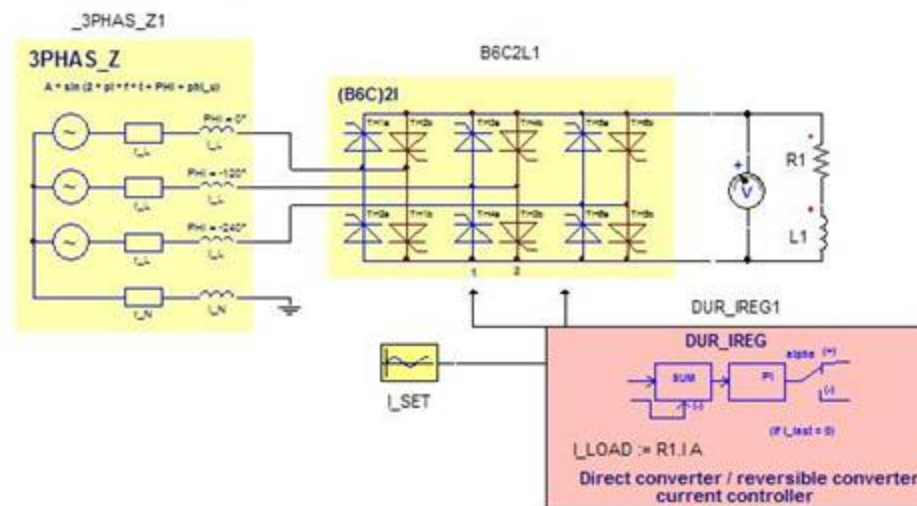 _3PHAS_Z1
3PHAS_Z
A * sin (2 * pi * f * t + PHI + phi_u)
PHI = 0°
PHI = -120°
PHI = -240°
~
~
~
B6C2L1
(B6C)2I
1
2
V
+
R1
L1
I_SET
DUR_IREG1
DUR_IREG
SUM
(-)
PI
alpha
(+)
(-)
I_LOAD := R1.I.A
Direct converter / reversible converter
current controller